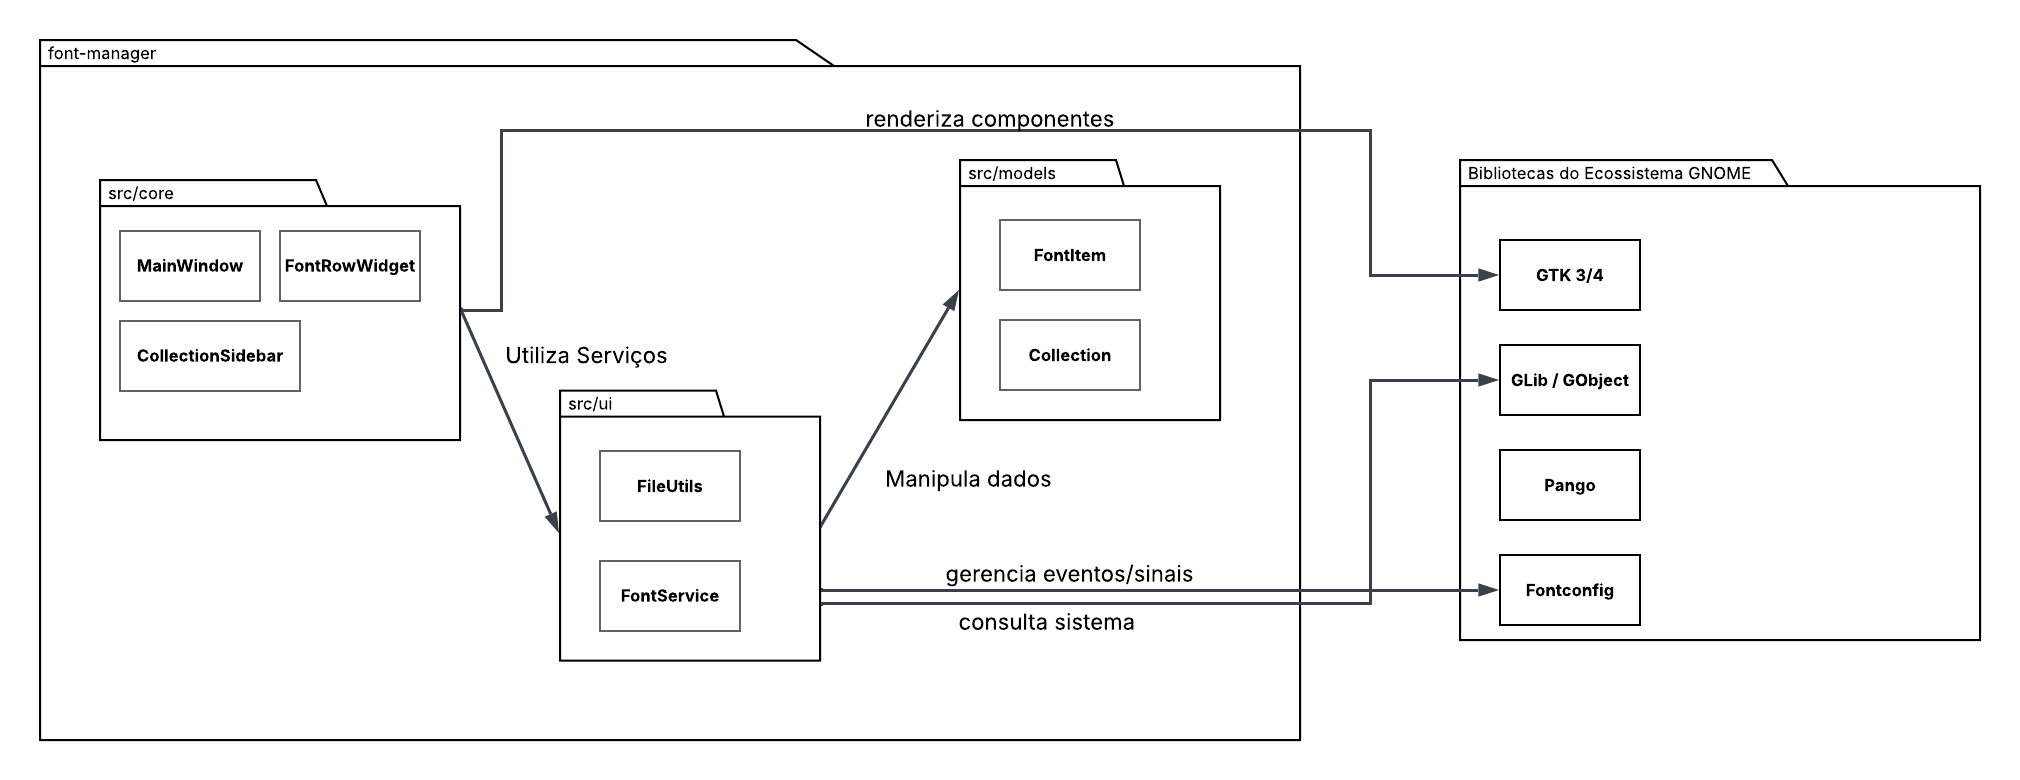 font-manager
renderiza componentes
src/core
MainWindow
FontRowWidget
CollectionSidebar
Utiliza Serviços
src/ui
FileUtils
FontService
src/models
FontItem
Collection
Manipula dados
gerencia eventos/sinais
consulta sistema
Bibliotecas do Ecossistema GNOME
GTK 3/4
GLib / GObject
Pango
Fontconfig